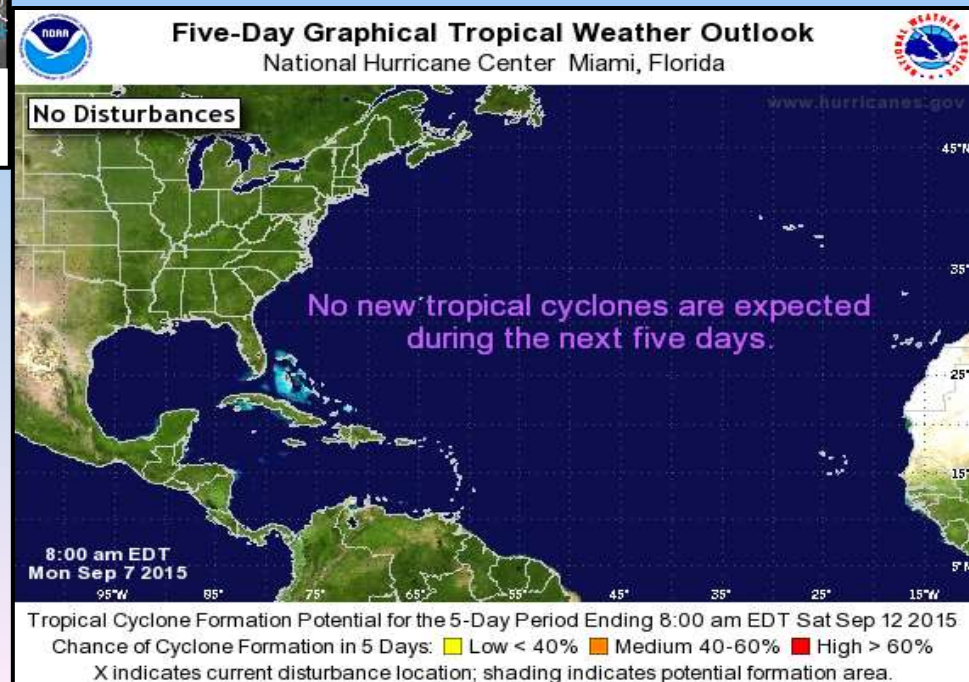 Five-Day Graphical Tropical Weather Outlook
National Hurricane Center Miami, Florida
NOAA
NATIONAL WEATHER SERVICE
No Disturbances
www.hurricanes.gov
45°N
35°
No new tropical cyclones are expected
during the next five days.
25°
15°
8:00 am EDT
Mon Sep 7 2015
5°N
95°W 85° 75° 65° 55° 45° 35° 25° 15°W
Tropical Cyclone Formation Potential for the 5-Day Period Ending 8:00 am EDT Sat Sep 12 2015
Chance of Cyclone Formation in 5 Days: Low < 40% Medium 40-60% High > 60%
X indicates current disturbance location; shading indicates potential formation area.